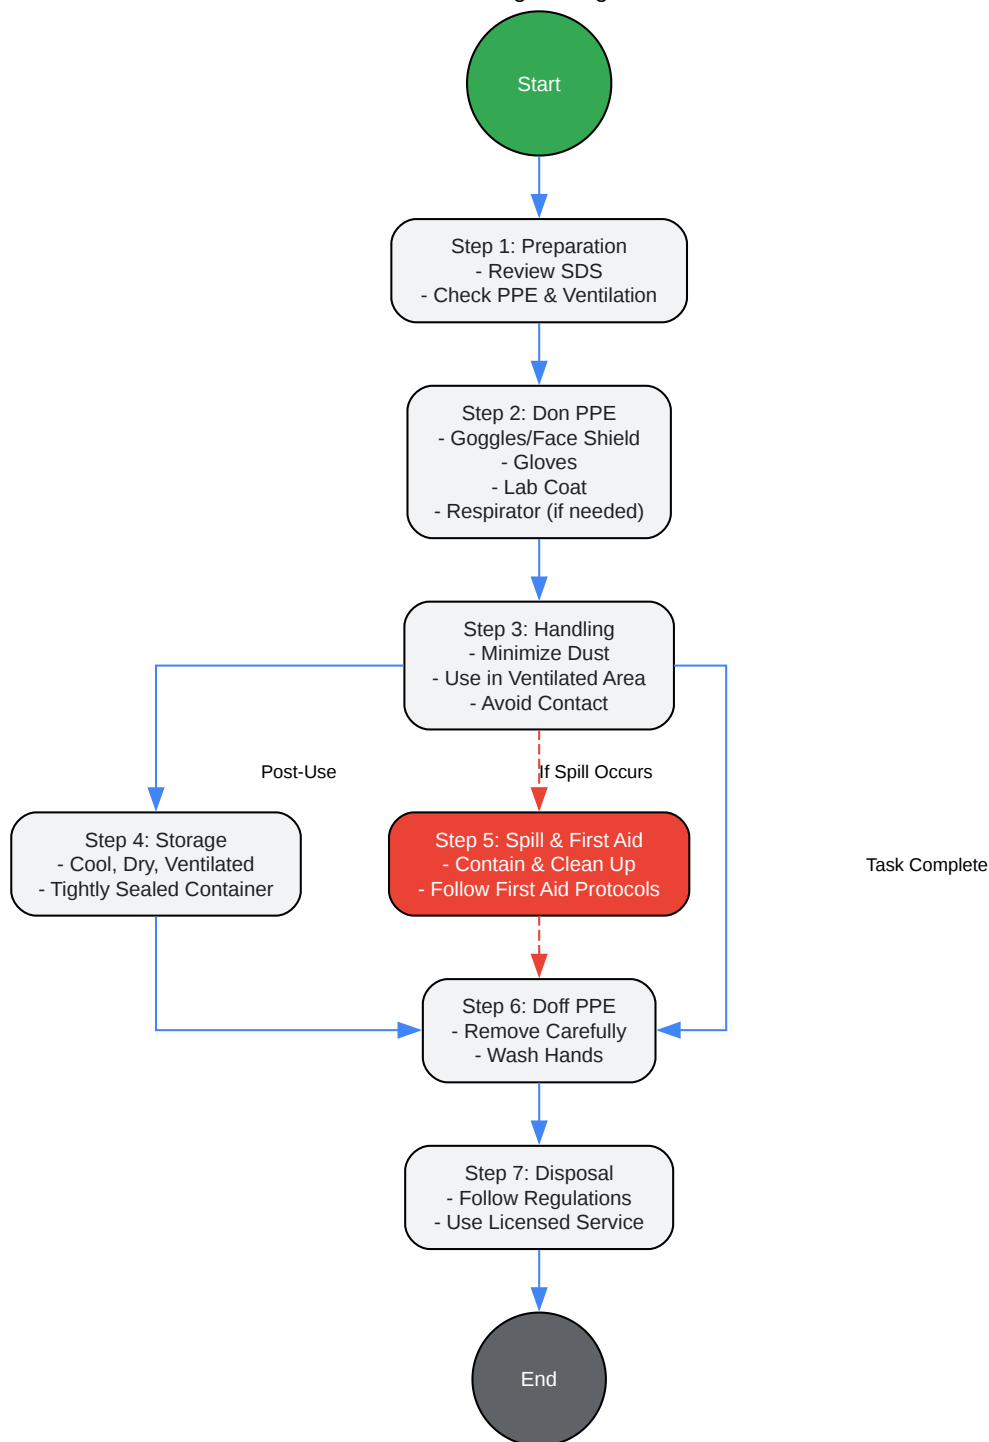 Start
Step 1: Preparation
- Review SDS
- Check PPE & Ventilation
Step 2: Don PPE
- Goggles/Face Shield
- Gloves
- Lab Coat
- Respirator (if needed)
Step 3: Handling
- Minimize Dust
- Use in Ventilated Area
- Avoid Contact
Post-Use
If Spill Occurs
Step 4: Storage
- Cool, Dry, Ventilated
- Tightly Sealed Container
Step 5: Spill & First Aid
- Contain & Clean Up
- Follow First Aid Protocols
Task Complete
Step 6: Doff PPE
- Remove Carefully
- Wash Hands
Step 7: Disposal
- Follow Regulations
- Use Licensed Service
End